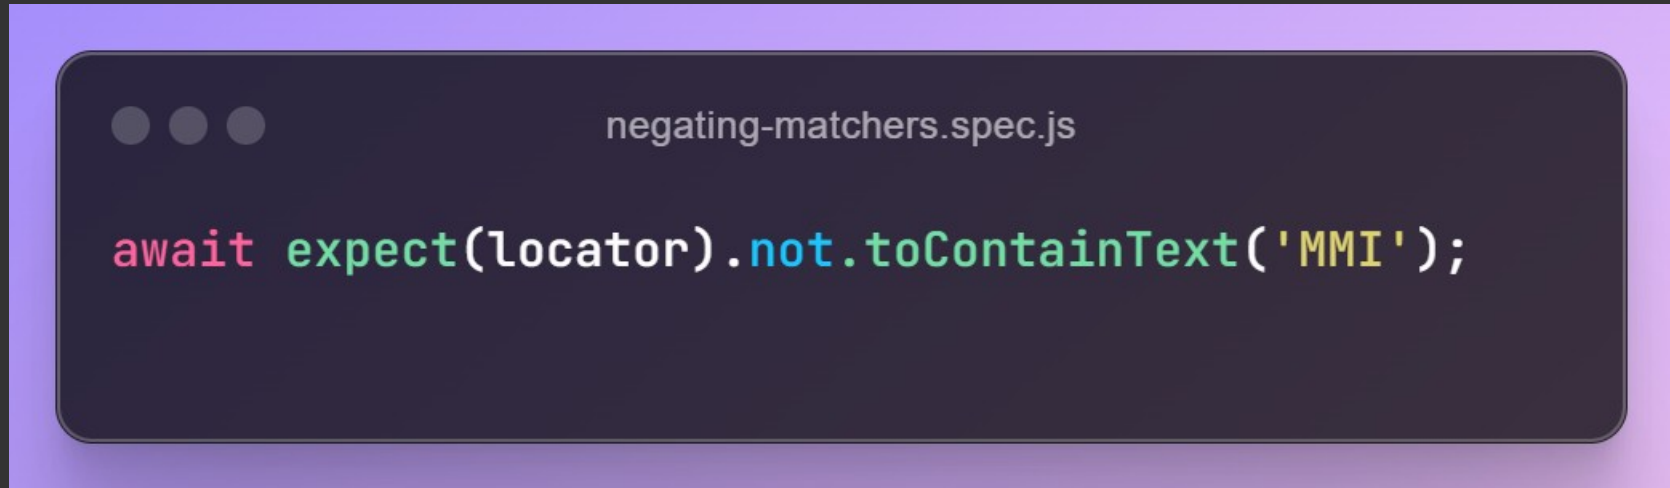 negating-matchers.spec.js
await expect(locator).not.toContainText('MMI');